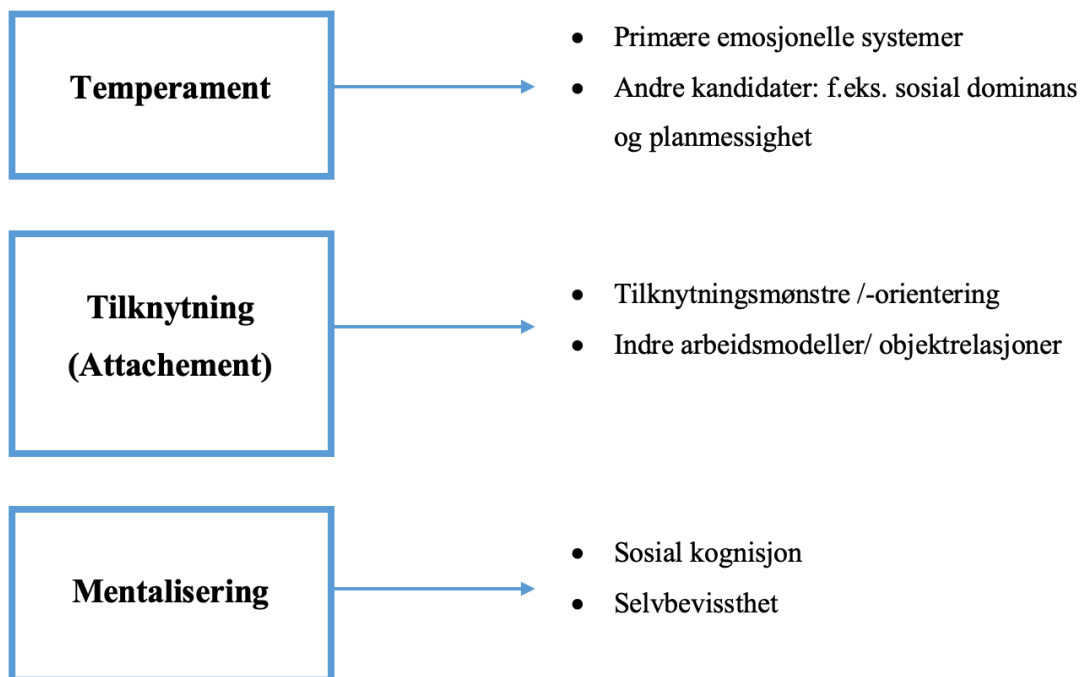 Temperament
• Primære emosjonelle systemer
• Andre kandidater: f.eks. sosial dominans
og planmessighet
Tilknytning
(Attachement)
• Tilknytningsmønstre /-orientering
• Indre arbeidsmodeller/ objektrelasjoner
Mentalisering
• Sosial kognisjon
• Selvbevissthet